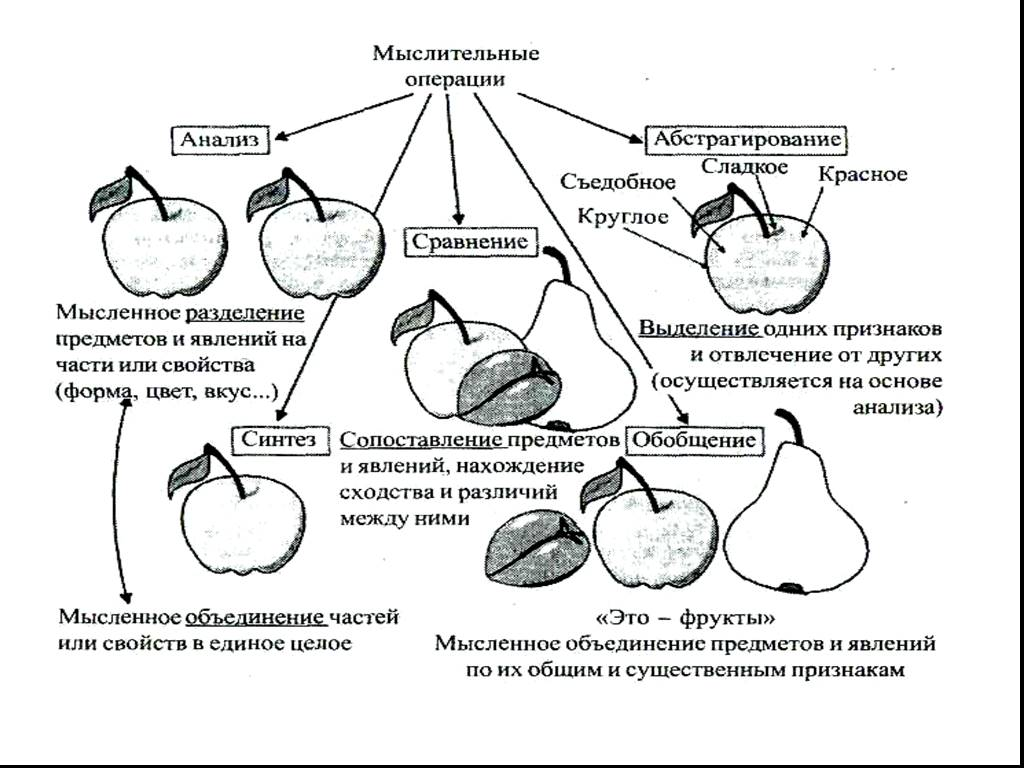 Мыслительные
операции
Анализ
Мысленное разделение
предметов и явлений на
части или свойства
(форма, цвет, вкус...)
Сравнение
Сопоставление предметов
и явлений, нахождение
сходства и различий
между ними
Абстрагирование
Сладкое
Съедобное
Красное
Круглое
Выделение одних признаков
и отвлечение от других
(осуществляется на основе
анализа)
Синтез
Мысленное объединение частей
или свойств в единое целое
Обобщение
«Это – фрукты»
Мысленное объединение предметов и явлений
по их общим и существенным признакам